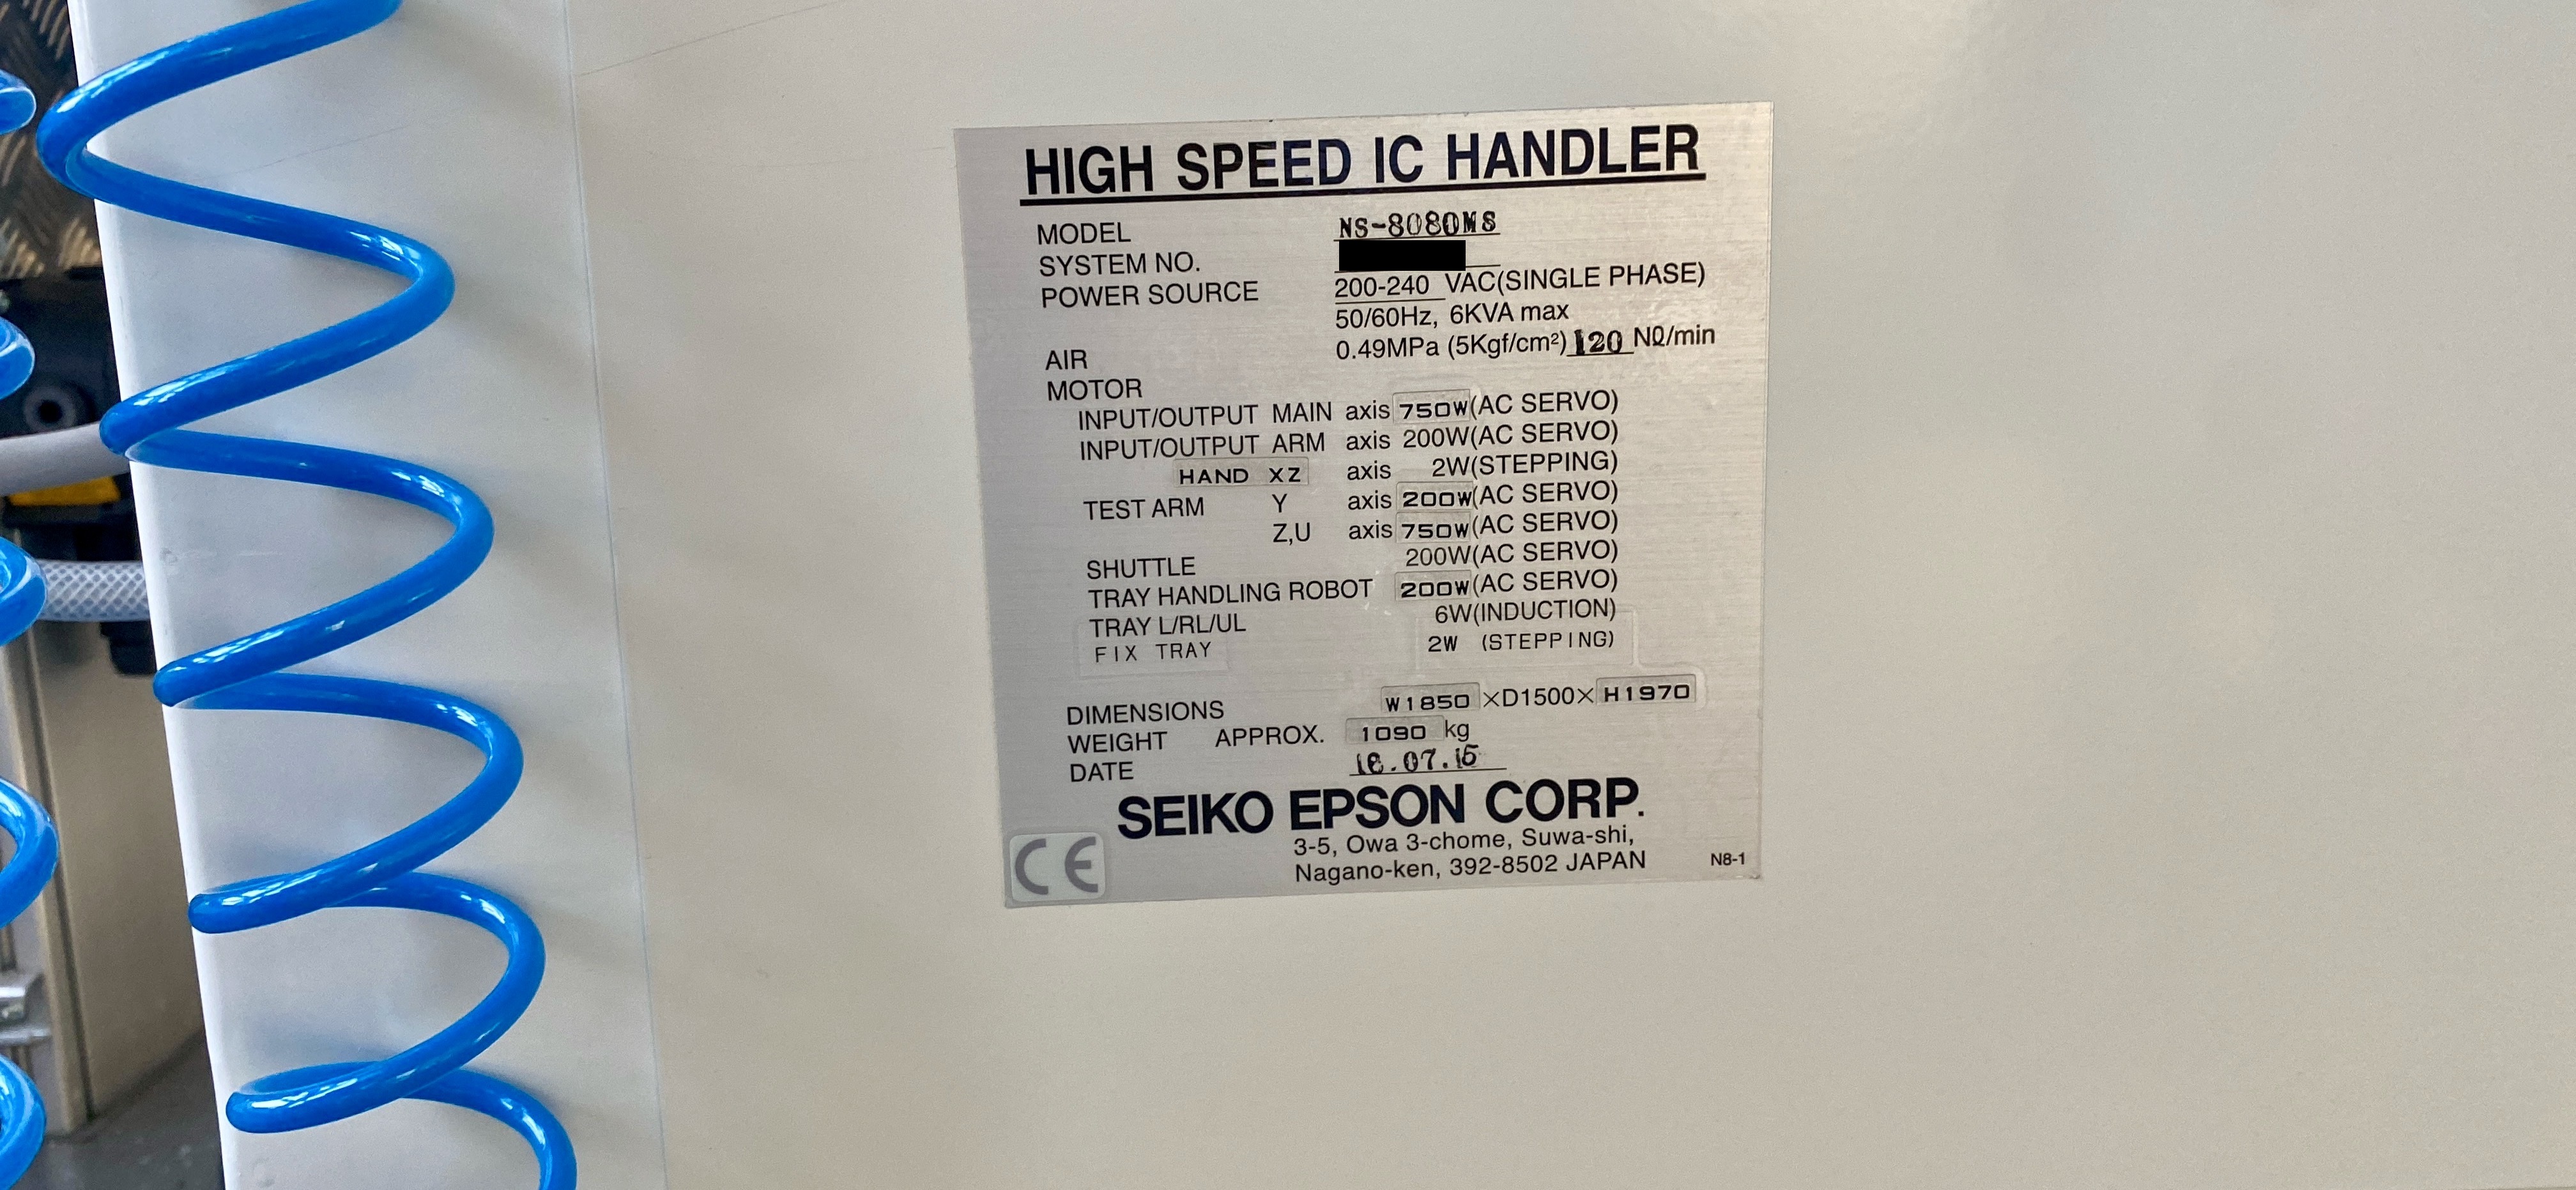 HIGH SPEED IC HANDLER
MODEL NS-8080MS
SYSTEM NO.
POWER SOURCE 200-240 VAC(SINGLE PHASE)
50/60Hz, 6KVA max
AIR 0.49MPa (5Kgf/cm²) 120 Nℓ/min
MOTOR
INPUT/OUTPUT MAIN axis 750W(AC SERVO)
INPUT/OUTPUT ARM axis 200W(AC SERVO)
HAND XZ axis 2W(STEPPING)
TEST ARM Y axis 200W(AC SERVO)
Z,U axis 750W(AC SERVO)
SHUTTLE 200W(AC SERVO)
TRAY HANDLING ROBOT 200W(AC SERVO)
TRAY L/RL/UL 6W(INDUCTION)
FIX TRAY 2W (STEPPING)
DIMENSIONS W1850×D1500×H1970
WEIGHT APPROX. 1090 kg
DATE
SEIKO EPSON CORP.
3-5, Owa 3-chome, Suwa-shi,
Nagano-ken, 392-8502 JAPAN
CE
N8-1